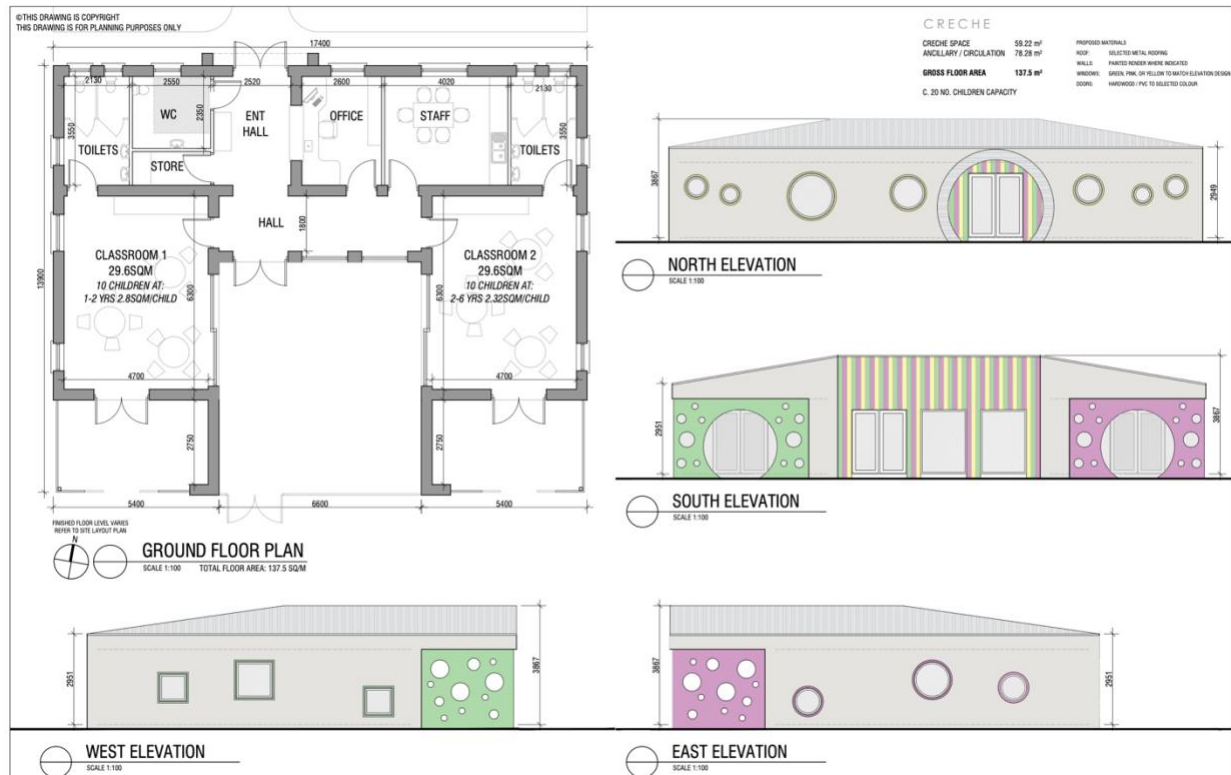 ©THIS DRAWING IS COPYRIGHT
THIS DRAWING IS FOR PLANNING PURPOSES ONLY
17400
2130
2550
2520
2600
4020
2130
WC
2350
ENT
HALL
OFFICE
STAFF
3550
TOILETS
STORE
3550
TOILETS
HALL
1800
13900
CLASSROOM 1
29.6SQM
10 CHILDREN AT:
1-2 YRS 2.8SQM/CHILD
6300
CLASSROOM 2
29.6SQM
10 CHILDREN AT:
2-6 YRS 2.32SQM/CHILD
6300
4700
4700
2750
2750
5400
6600
5400
FINISHED FLOOR LEVEL VARIES
REFER TO SITE LAYOUT PLAN
N
GROUND FLOOR PLAN
SCALE 1:100 TOTAL FLOOR AREA: 137.5 SQ/M
CRECHE
CRECHE SPACE 59.22 m²
ANCILLARY / CIRCULATION 78.28 m²
GROSS FLOOR AREA 137.5 m²
C. 20 NO. CHILDREN CAPACITY
PROPOSED MATERIALS
ROOF: SELECTED METAL ROOFING
WALLS: PAINTED RENDER WHERE INDICATED
WINDOWS: GREEN, PINK, OR YELLOW TO MATCH ELEVATION DESIGN
DOORS: HARDWOOD / PVC TO SELECTED COLOUR
3867
2949
NORTH ELEVATION
SCALE 1:100
2951
3867
SOUTH ELEVATION
SCALE 1:100
2951
3867
WEST ELEVATION
SCALE 1:100
3867
2951
EAST ELEVATION
SCALE 1:100